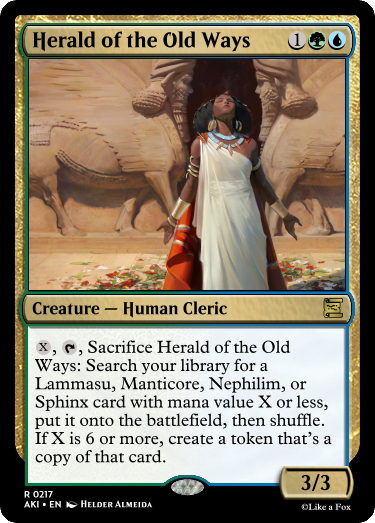 Herald of the Old Ways 1
Creature — Human Cleric
X, , Sacrifice Herald of the Old
Ways: Search your library for a
Lammasu, Manticore, Nephilim, or
Sphinx card with mana value X or less,
put it onto the battlefield, then shuffle.
If X is 6 or more, create a token that's a
copy of that card.
3/3
R 0217
AKI • EN Helder Almeida
©Like a Fox